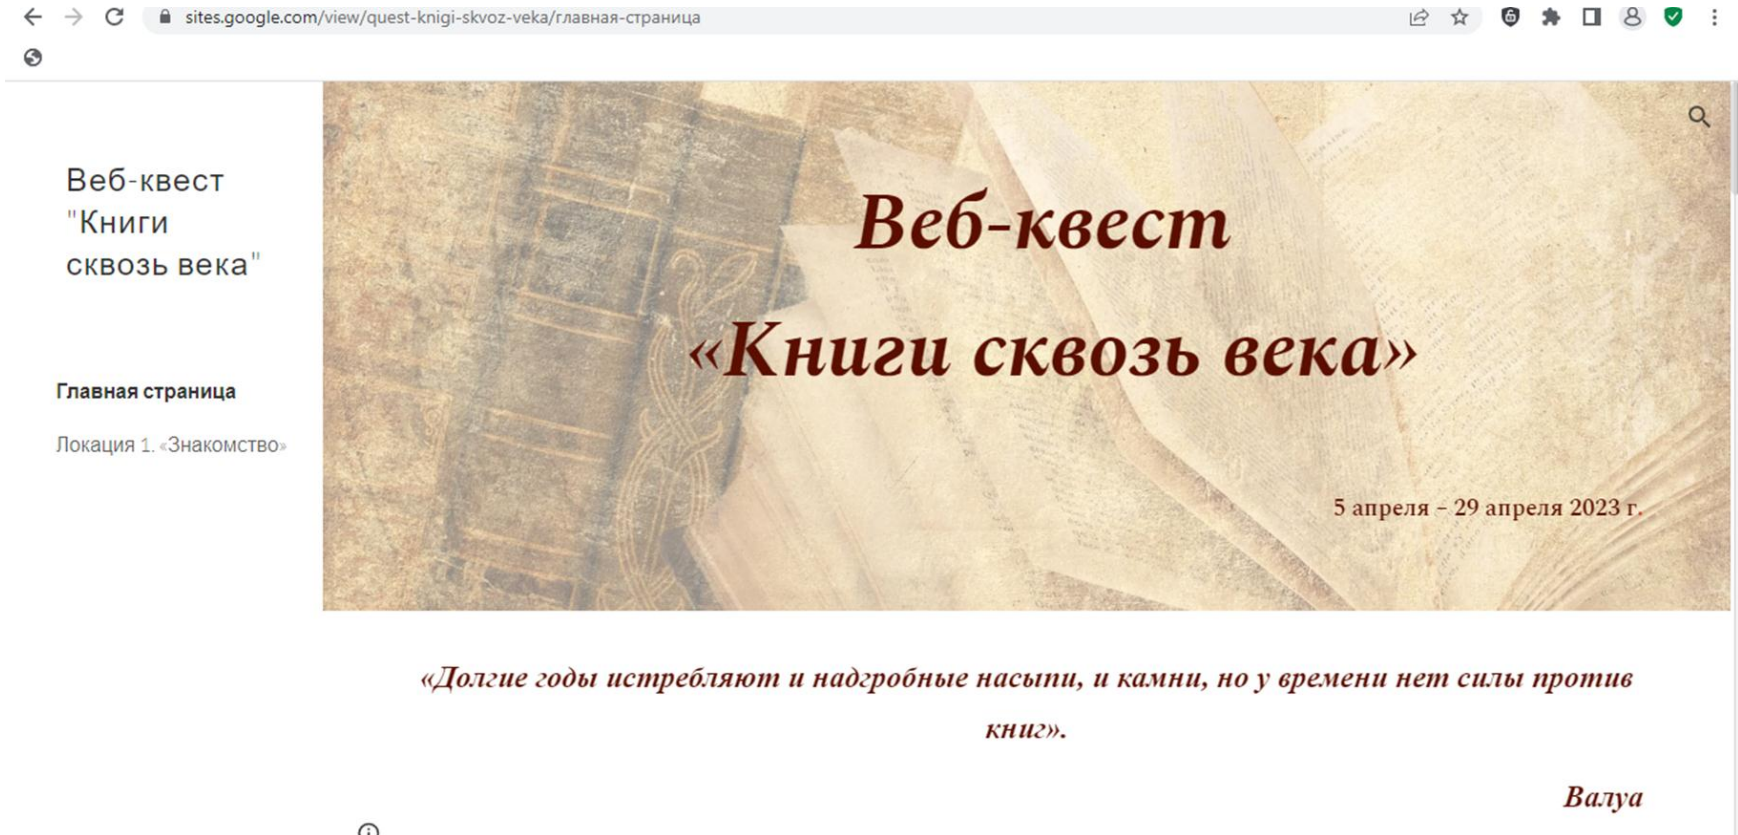 sites.google.com/view/quest-knigi-skvoz-veka/главная-страница
Веб-квест
"Книги
сквозь века"
Главная страница
Локация 1. «Знакомство»
Веб-квест
«Книги сквозь века»
5 апреля – 29 апреля 2023 г.
«Долгие годы истребляют и надгробные насыпи, и камни, но у времени нет силы против
книг».
Валуа